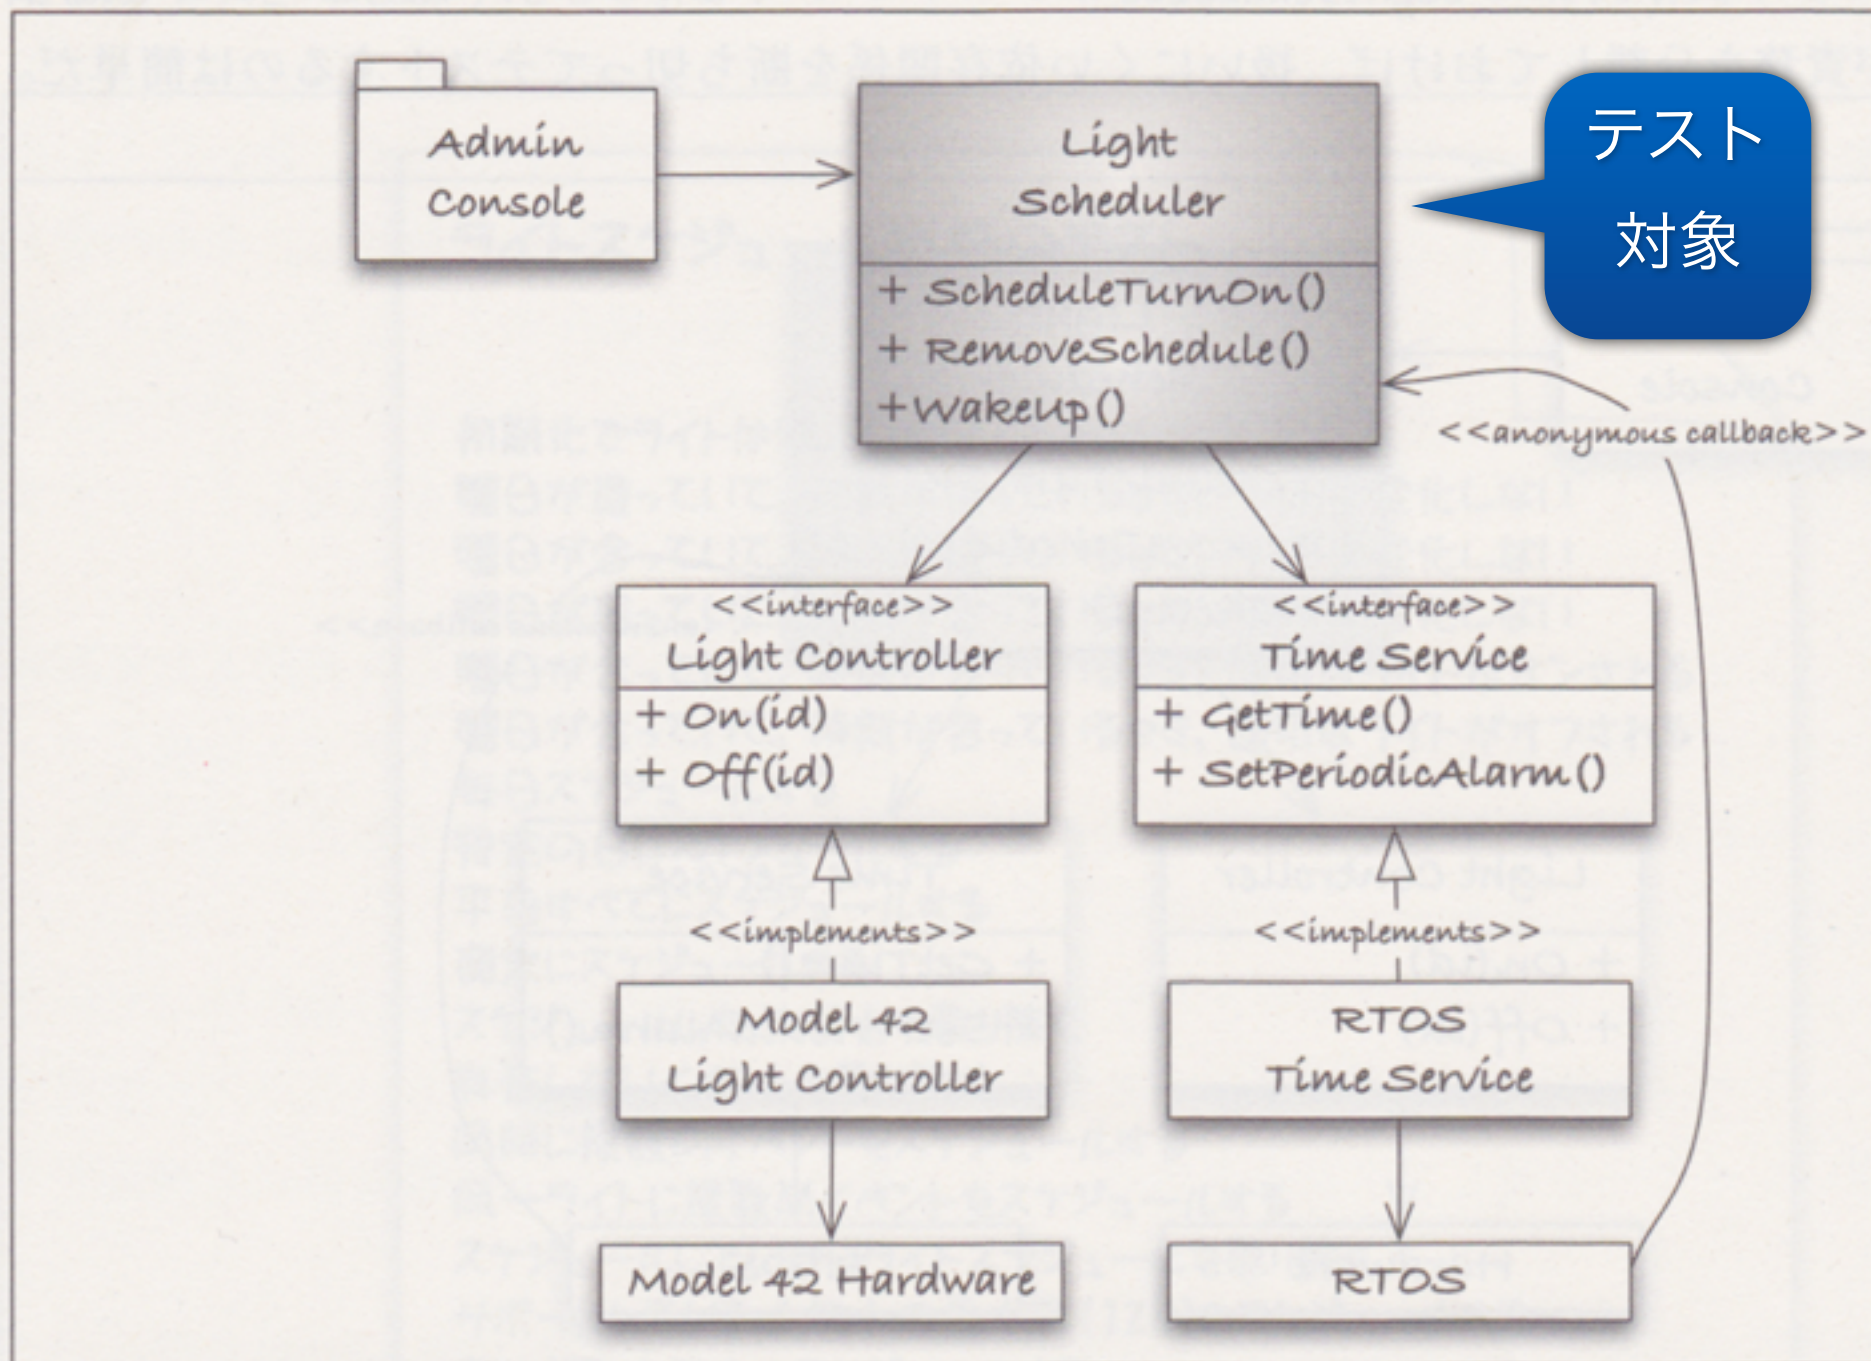 Admin
Console
Light
Scheduler
+ ScheduleTurnOn()
+ RemoveSchedule()
+WakeUp()
テスト
対象
<<anonymous callback>>
<<interface>>
Light Controller
+ On(id)
+ Off(id)
<<interface>>
Time Service
+ GetTime()
+ SetPeriodicAlarm()
<<implements>>
<<implements>>
Model 42
Light Controller
RTOS
Time Service
Model 42 Hardware
RTOS